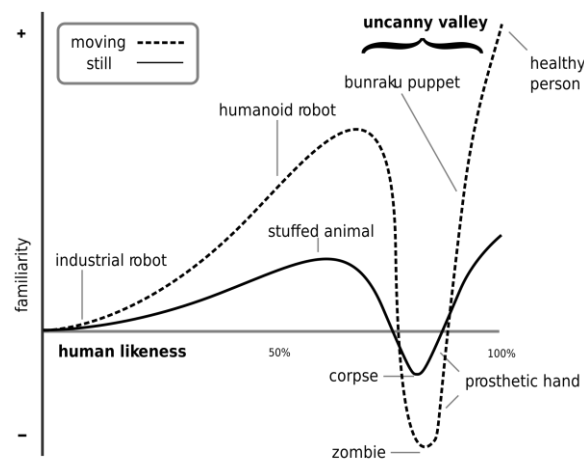 +
uncanny valley
moving
still
healthy
person
bunraku puppet
humanoid robot
stuffed animal
industrial robot
familiarity
human likeness
50%
100%
corpse
prosthetic hand
–
zombie